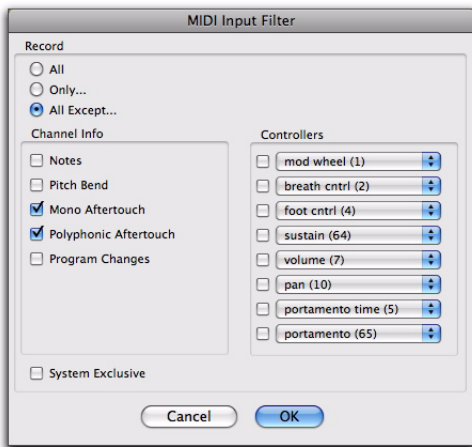 MIDI Input Filter
Record
All
Only...
All Except...
Channel Info
Notes
Pitch Bend
Mono Aftertouch
Polyphonic Aftertouch
Program Changes
Controllers
mod wheel (1)
breath cntrl (2)
foot cntrl (4)
sustain (64)
volume (7)
pan (10)
portamento time (5)
portamento (65)
System Exclusive
Cancel
OK